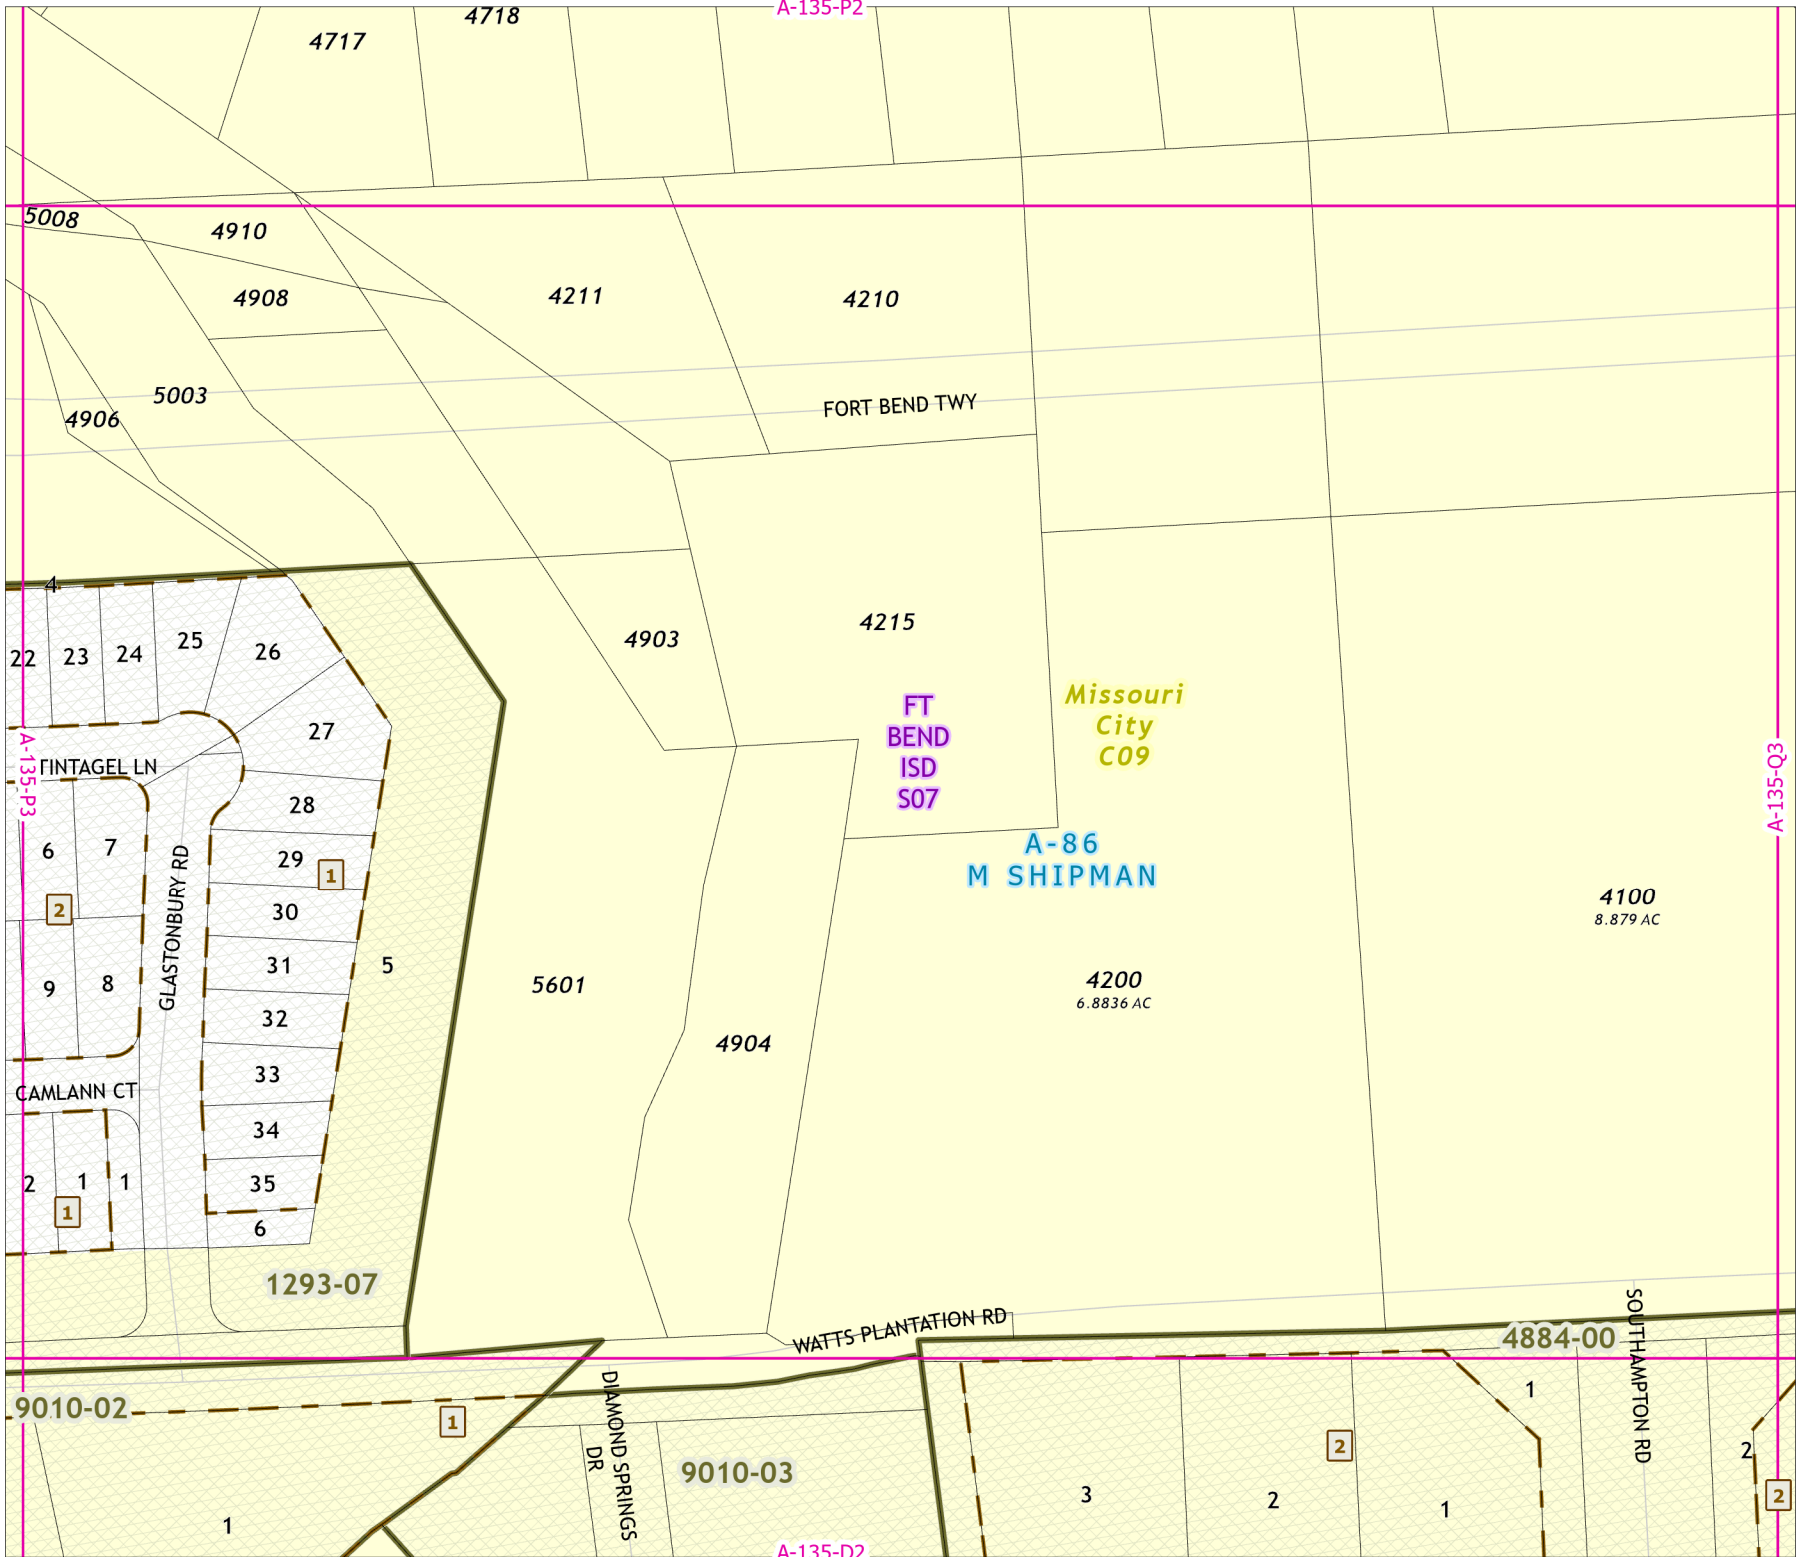 A-135-P2
4718
4717
5008
4910
4908
4211
4210
5003
4906
FORT BEND TWY
4
22
23
24
25
26
27
4903
4215
FT
BEND
ISD
S07
Missouri
City
C09
A-135-P3
TINTAGEL LN
A-135-Q3
28
29
1
6
7
2
GLASTONBURY RD
A-86
M SHIPMAN
4100
8.879 AC
30
31
5
9
8
5601
4200
6.8836 AC
32
4904
33
CAMLANN CT
34
2
1
1
35
1
6
1293-07
WATTS PLANTATION RD
SOUTHAMPTON RD
4884-00
9010-02
1
DIAMOND SPRINGS
DR
9010-03
1
2
2
3
2
1
2
1
A-135-D2